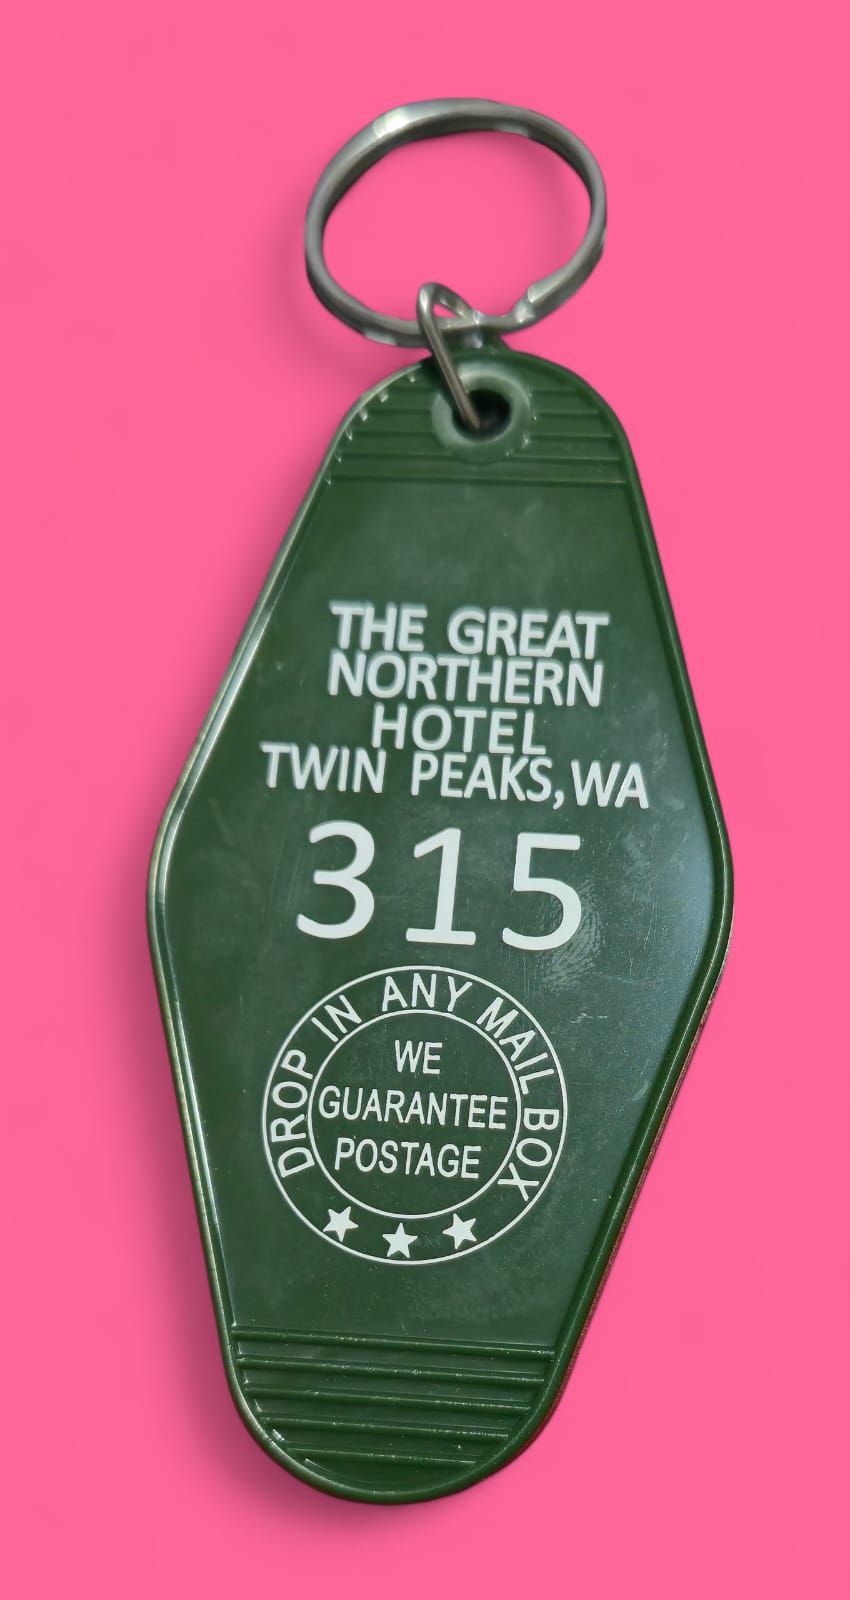 THE GREAT
NORTHERN
HOTEL
TWIN PEAKS, WA
315
DROP IN ANY MAIL BOX
WE
GUARANTEE
POSTAGE